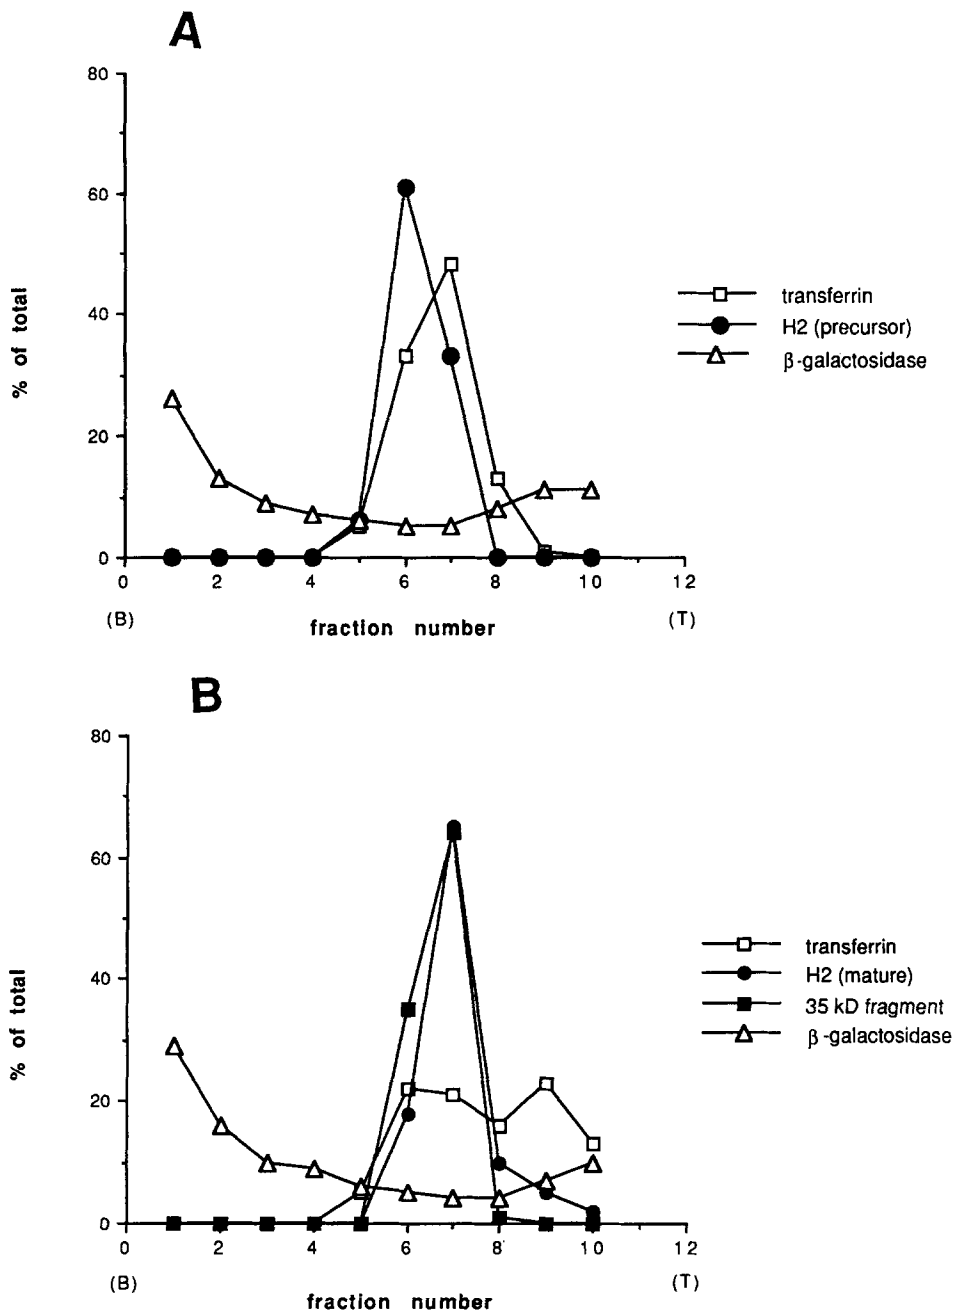 A
80
60
40
20
0
% of total
0 2 4 6 8 10 12
(B) fraction number (T)
transferrin
H2 (precursor)
β-galactosidase
B
80
60
40
20
0
% of total
0 2 4 6 8 10 12
(B) fraction number (T)
transferrin
H2 (mature)
35 kD fragment
β-galactosidase